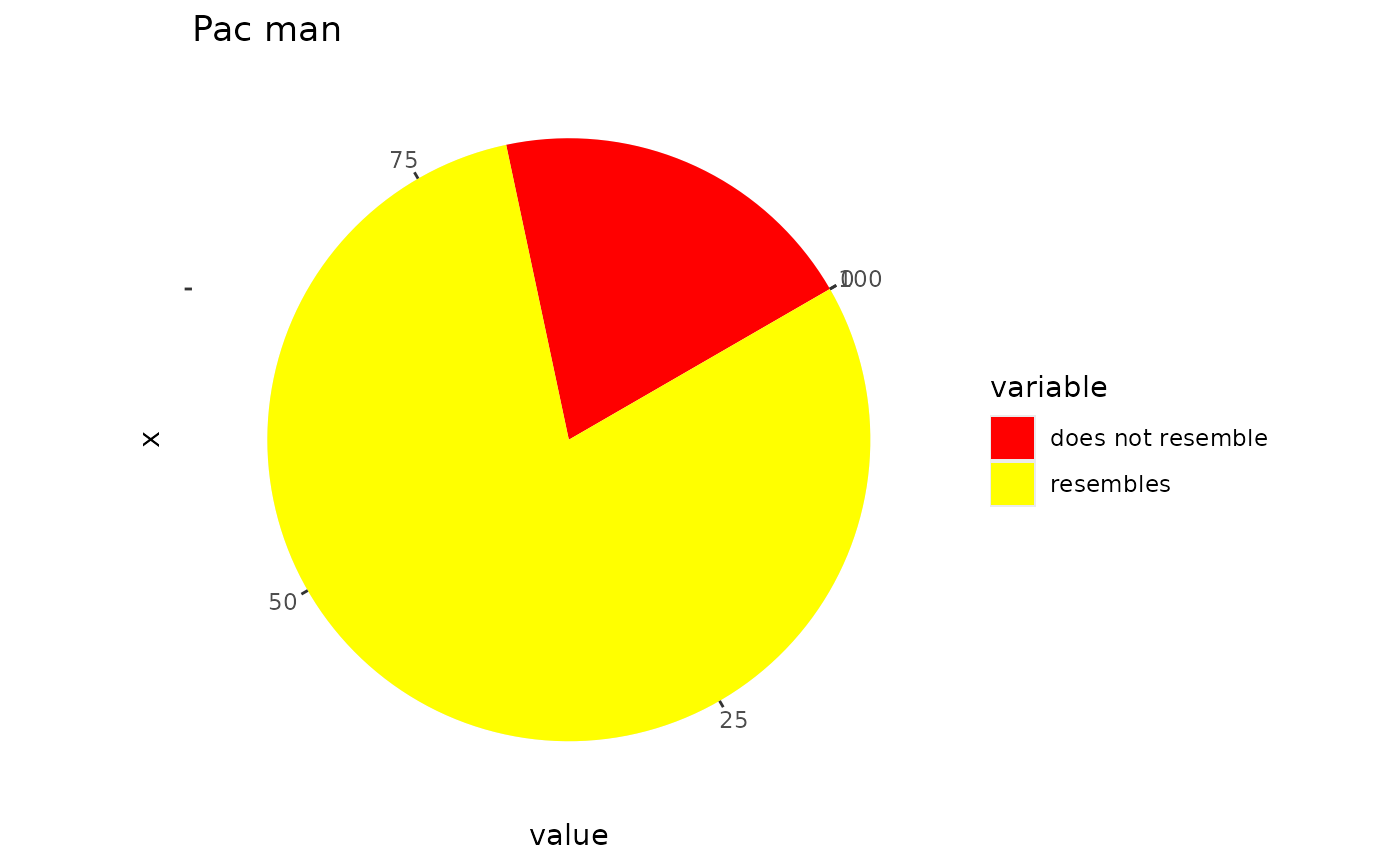 Pac man
75
0
100
x
50
25
value
variable
does not resemble
resembles